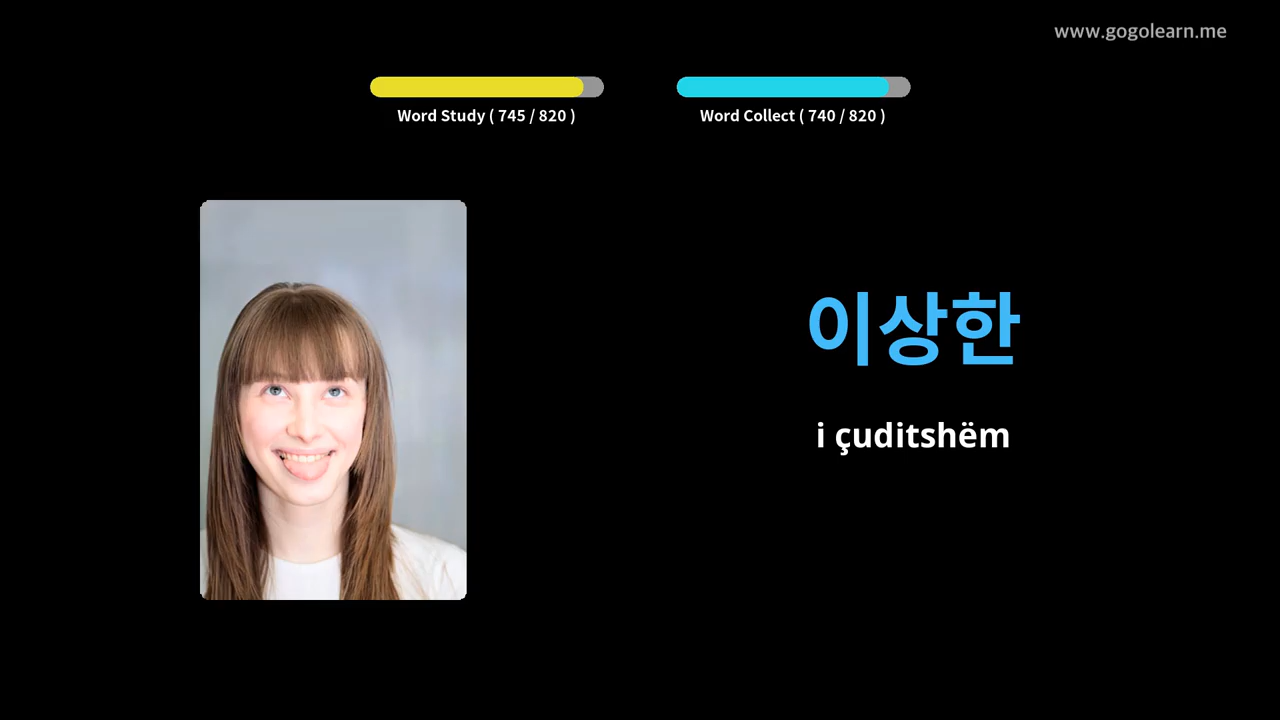 www.gogolearn.me
Word Study ( 745 / 820 )
Word Collect ( 740 / 820 )
이상한
i çuditshëm